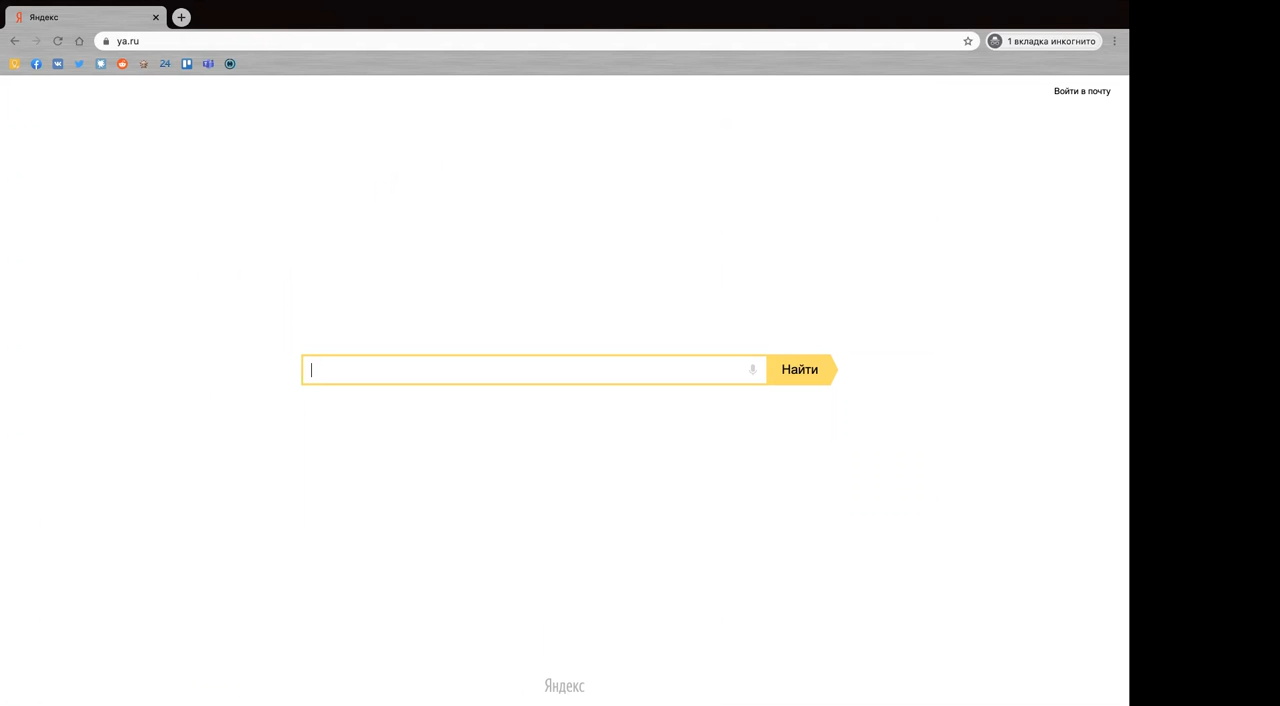 Я Яндекс
ya.ru
1 вкладка инкогнито
24
Войти в почту
Найти
Яндекс